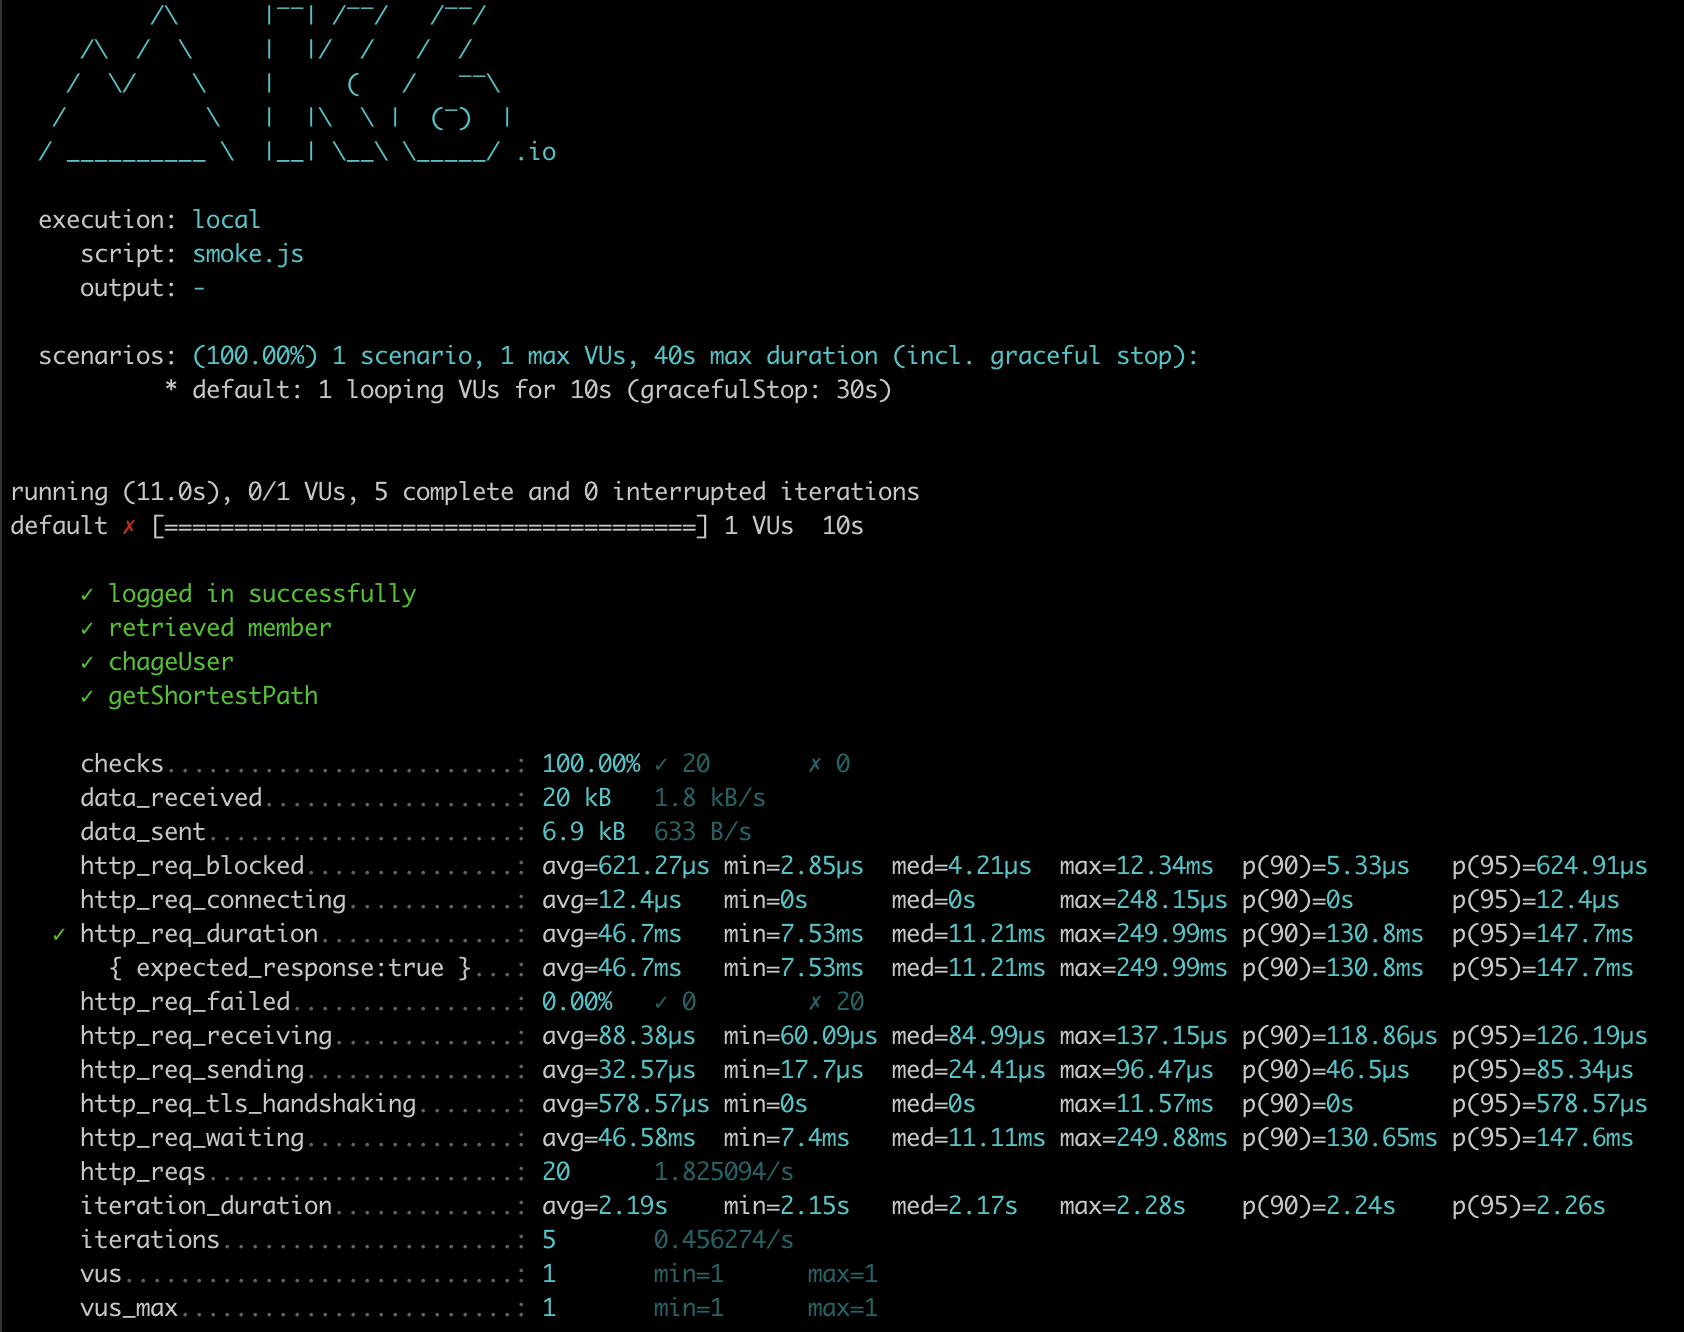 /\      |‾‾| /‾‾/   /‾‾/
    /\  /  \     |  |/  /   /  /
   /  \/    \    |     (   /   ‾‾\
  /          \   |  |\  \ |  (‾)  |
 / __________ \  |__| \__\ \_____/ .io
execution: local
script: smoke.js
output: -
scenarios: (100.00%) 1 scenario, 1 max VUs, 40s max duration (incl. graceful stop):
* default: 1 looping VUs for 10s (gracefulStop: 30s)
running (11.0s), 0/1 VUs, 5 complete and 0 interrupted iterations
default ✗ [======================================] 1 VUs  10s
✓ logged in successfully
✓ retrieved member
✓ chageUser
✓ getShortestPath
checks.........................: 100.00% ✓ 20       ✗ 0
data_received..................: 20 kB   1.8 kB/s
data_sent......................: 6.9 kB  633 B/s
http_req_blocked...............: avg=621.27µs min=2.85µs  med=4.21µs  max=12.34ms  p(90)=5.33µs   p(95)=624.91µs
http_req_connecting............: avg=12.4µs   min=0s      med=0s      max=248.15µs p(90)=0s       p(95)=12.4µs
✓ http_req_duration..............: avg=46.7ms   min=7.53ms  med=11.21ms max=249.99ms p(90)=130.8ms  p(95)=147.7ms
{ expected_response:true }...: avg=46.7ms   min=7.53ms  med=11.21ms max=249.99ms p(90)=130.8ms  p(95)=147.7ms
http_req_failed................: 0.00%   ✓ 0        ✗ 20
http_req_receiving.............: avg=88.38µs  min=60.09µs med=84.99µs max=137.15µs p(90)=118.86µs p(95)=126.19µs
http_req_sending...............: avg=32.57µs  min=17.7µs  med=24.41µs max=96.47µs  p(90)=46.5µs   p(95)=85.34µs
http_req_tls_handshaking.......: avg=578.57µs min=0s      med=0s      max=11.57ms  p(90)=0s       p(95)=578.57µs
http_req_waiting...............: avg=46.58ms  min=7.4ms   med=11.11ms max=249.88ms p(90)=130.65ms p(95)=147.6ms
http_reqs......................: 20      1.825094/s
iteration_duration.............: avg=2.19s    min=2.15s   med=2.17s   max=2.28s    p(90)=2.24s    p(95)=2.26s
iterations.....................: 5       0.456274/s
vus............................: 1       min=1      max=1
vus_max........................: 1       min=1      max=1